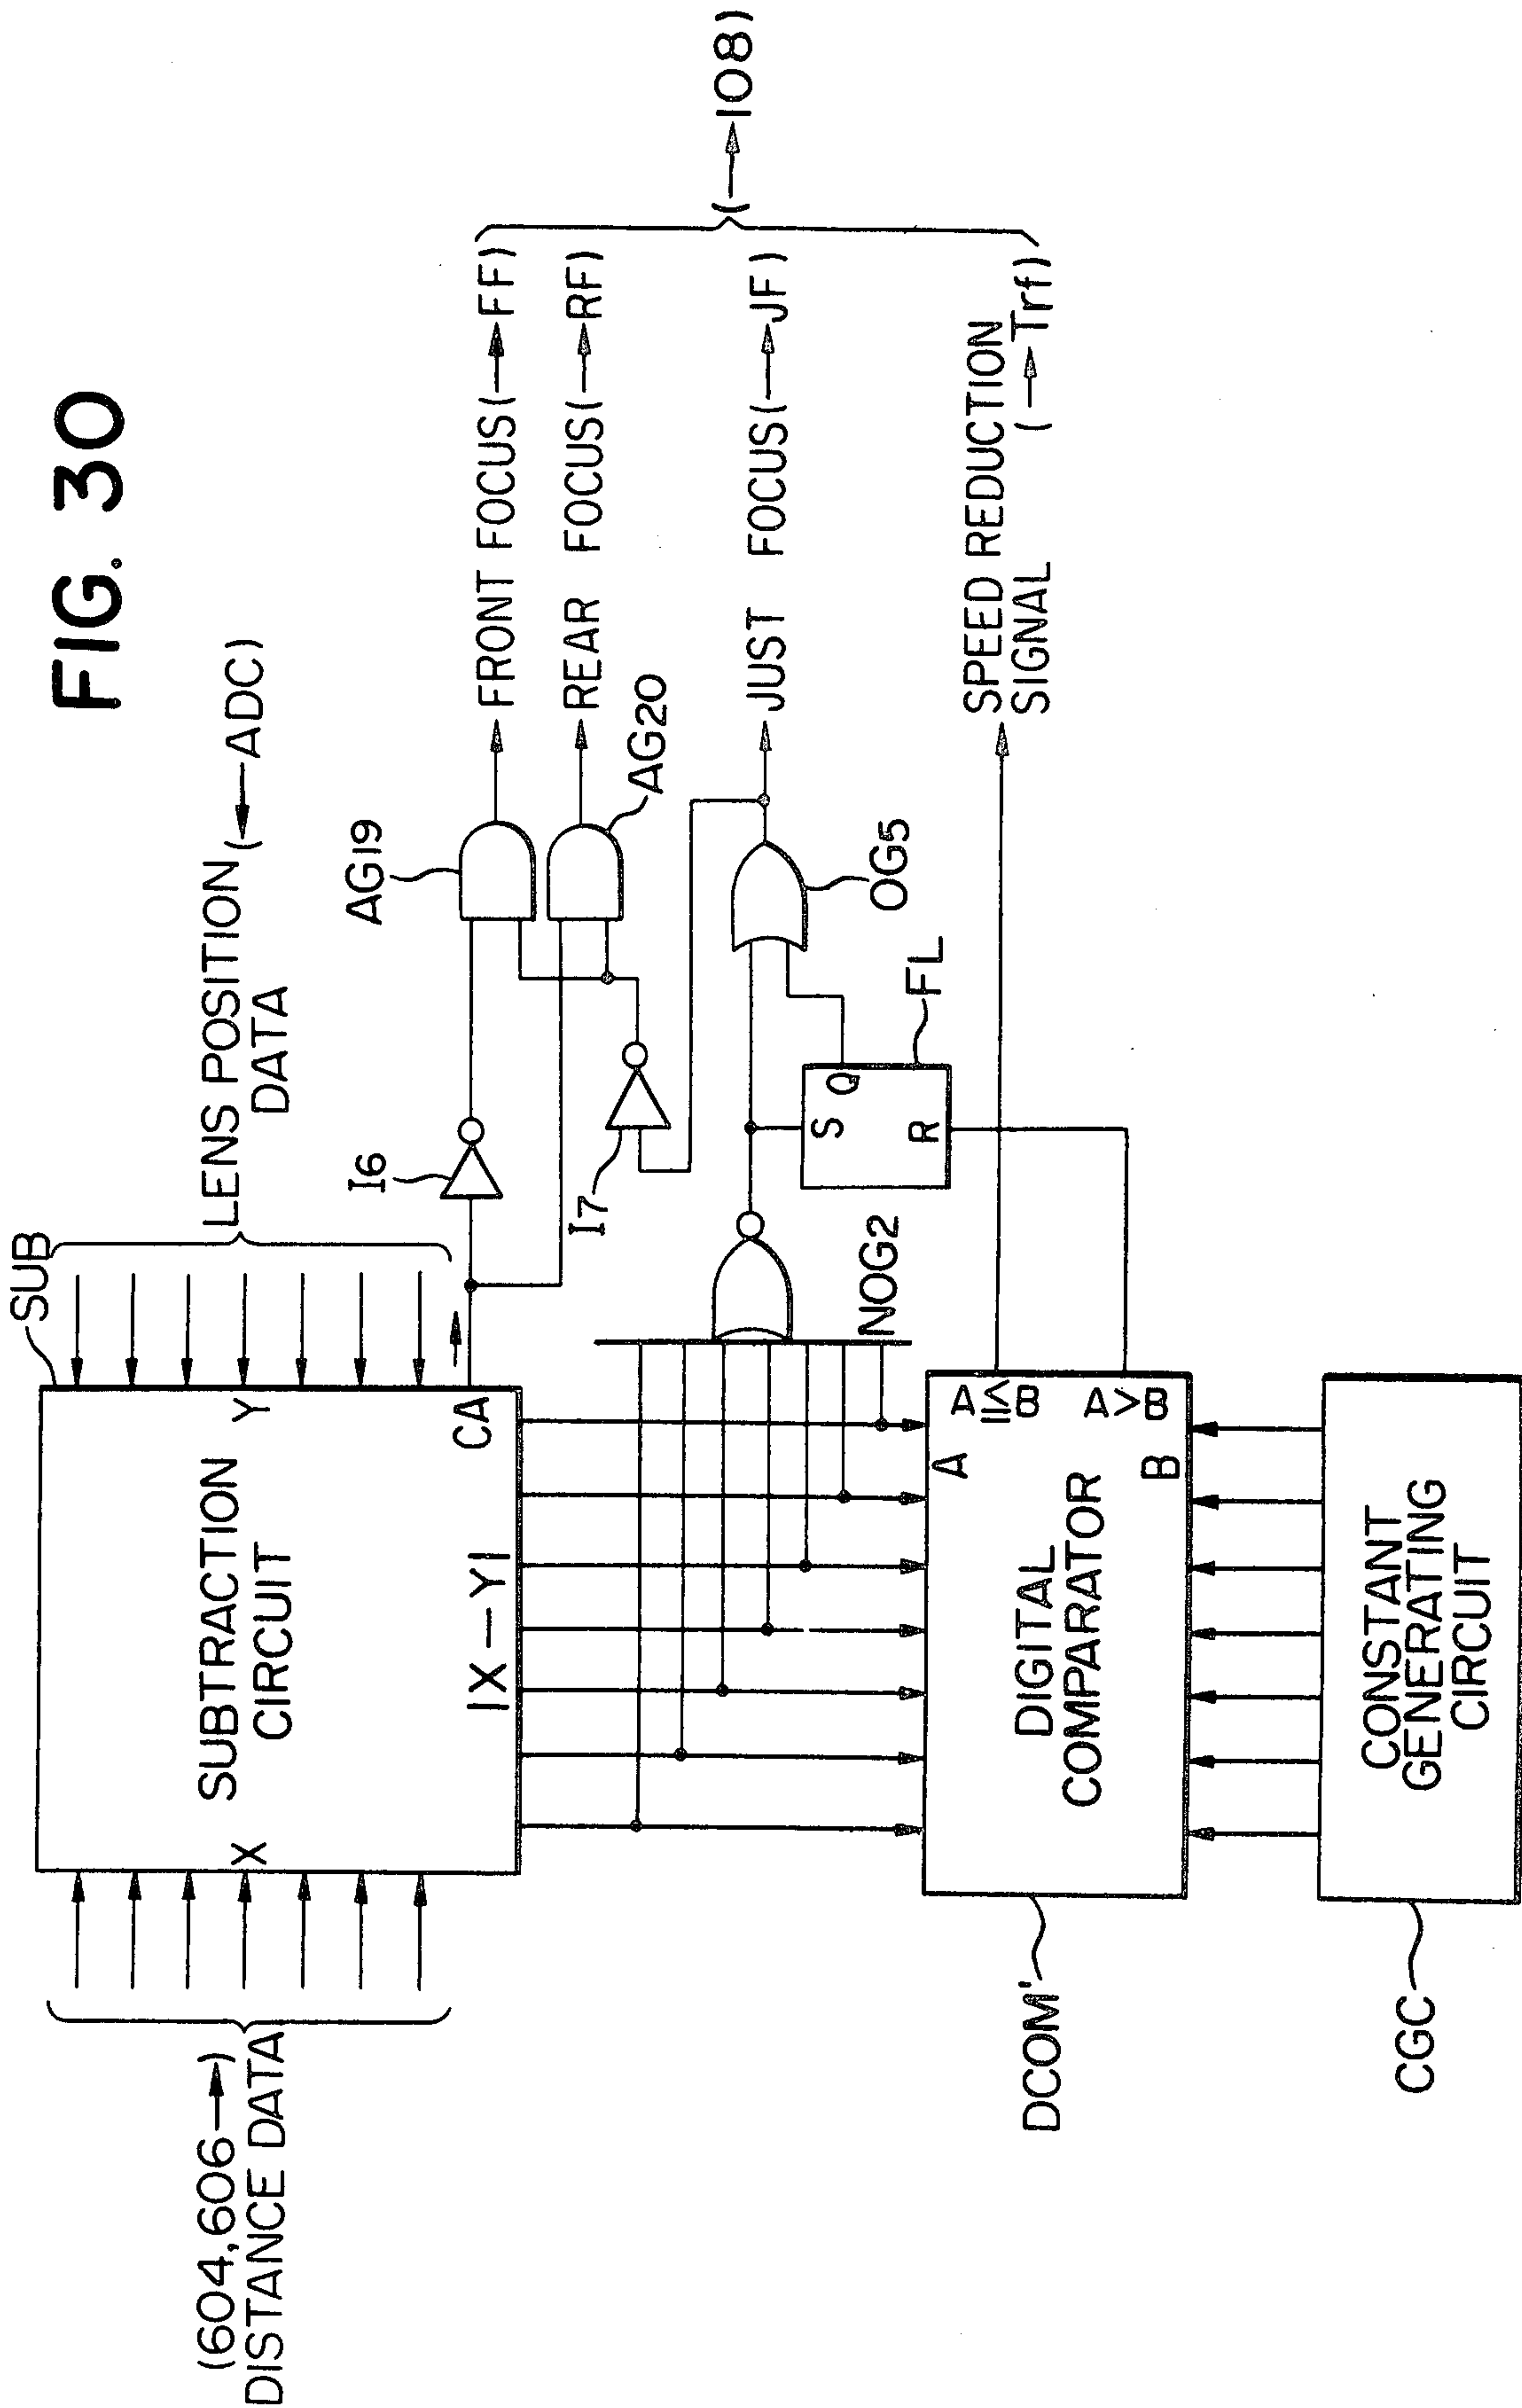 FIG. 30
(604,606→)
DISTANCE DATA
SUB
LENS POSITION
DATA
(←ADC)
X
SUBTRACTION
CIRCUIT
Y
|X-Y|
CA
I6
I7
AG19
AG20
FRONT FOCUS(→FF)
REAR FOCUS(→RF)
JUST FOCUS(→JF)
(→108)
NOG2
S
Q
R
FL
OG5
SPEED REDUCTION
SIGNAL (→Trf)
DCOM'
DIGITAL
COMPARATOR
A
B
A≦B
A>B
CONSTANT
GENERATING
CIRCUIT
CGC